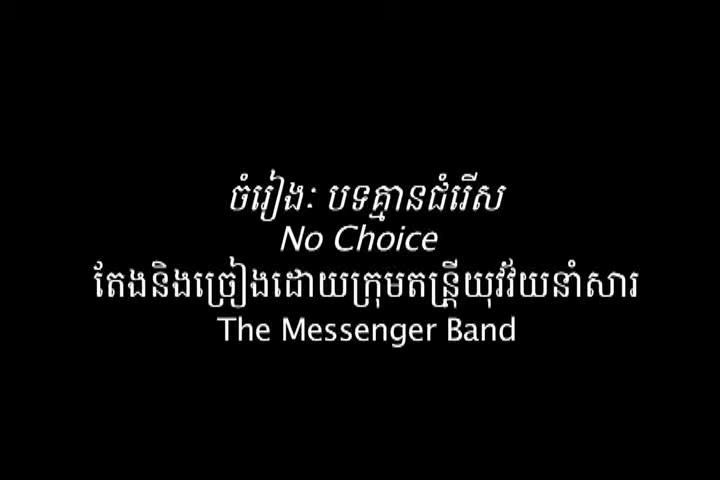 ចំរៀងៈ បទគ្មានជំរើស
No Choice
តែងនិងច្រៀងដោយក្រុមតន្ត្រីយុវវ័យនាំសារ
The Messenger Band